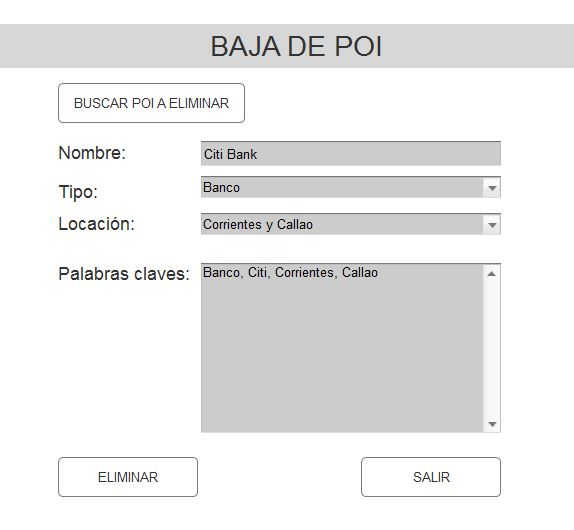 BAJA DE POI
BUSCAR POI A ELIMINAR
Nombre: Citi Bank
Tipo: Banco
Locación: Corrientes y Callao
Palabras claves: Banco, Citi, Corrientes, Callao
ELIMINAR SALIR